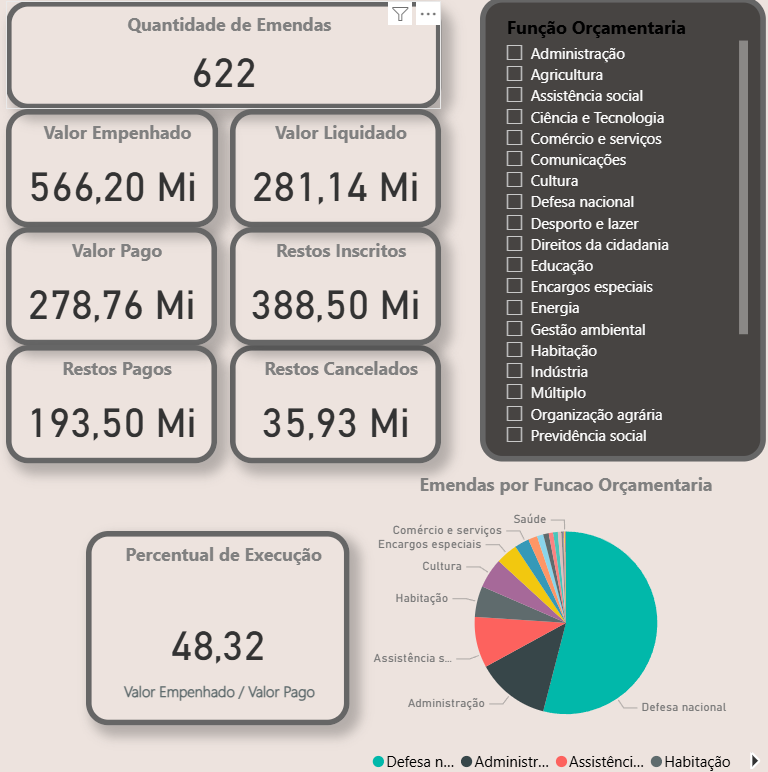 Quantidade de Emendas
622
Valor Empenhado
566,20 Mi
Valor Liquidado
281,14 Mi
Valor Pago
278,76 Mi
Restos Inscritos
388,50 Mi
Restos Pagos
193,50 Mi
Restos Cancelados
35,93 Mi
Função Orçamentaria
Administração
Agricultura
Assistência social
Ciência e Tecnologia
Comércio e serviços
Comunicações
Cultura
Defesa nacional
Desporto e lazer
Direitos da cidadania
Educação
Encargos especiais
Energia
Gestão ambiental
Habitação
Indústria
Múltiplo
Organização agrária
Previdência social
Percentual de Execução
48,32
Valor Empenhado / Valor Pago
Emendas por Funcao Orçamentaria
Saúde
Comércio e serviços
Encargos especiais
Cultura
Habitação
Assistência s...
Administração
Defesa nacional
Defesa n... Administr... Assistênci... Habitação